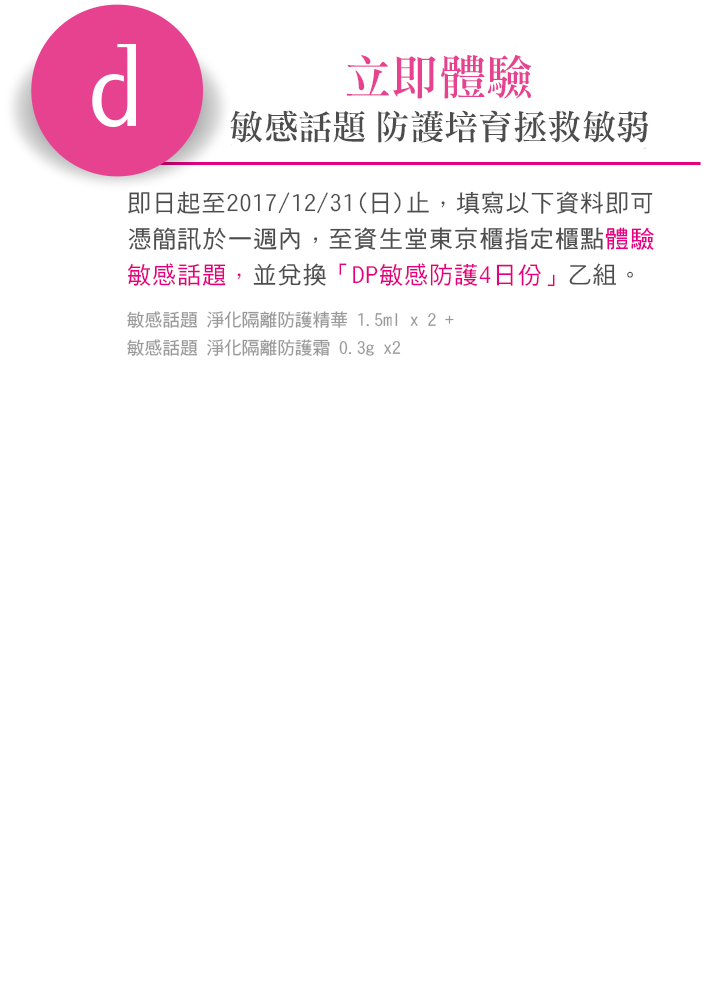 d
立即體驗
敏感話題 防護培育拯救敏弱
即日起至2017/12/31(日)止，填寫以下資料即可
憑簡訊於一週內，至資生堂東京櫃指定櫃點體驗
敏感話題，並兌換「DP敏感防護4日份」乙組。
敏感話題 淨化隔離防護精華 1.5ml x 2 +
敏感話題 淨化隔離防護霜 0.3g x2